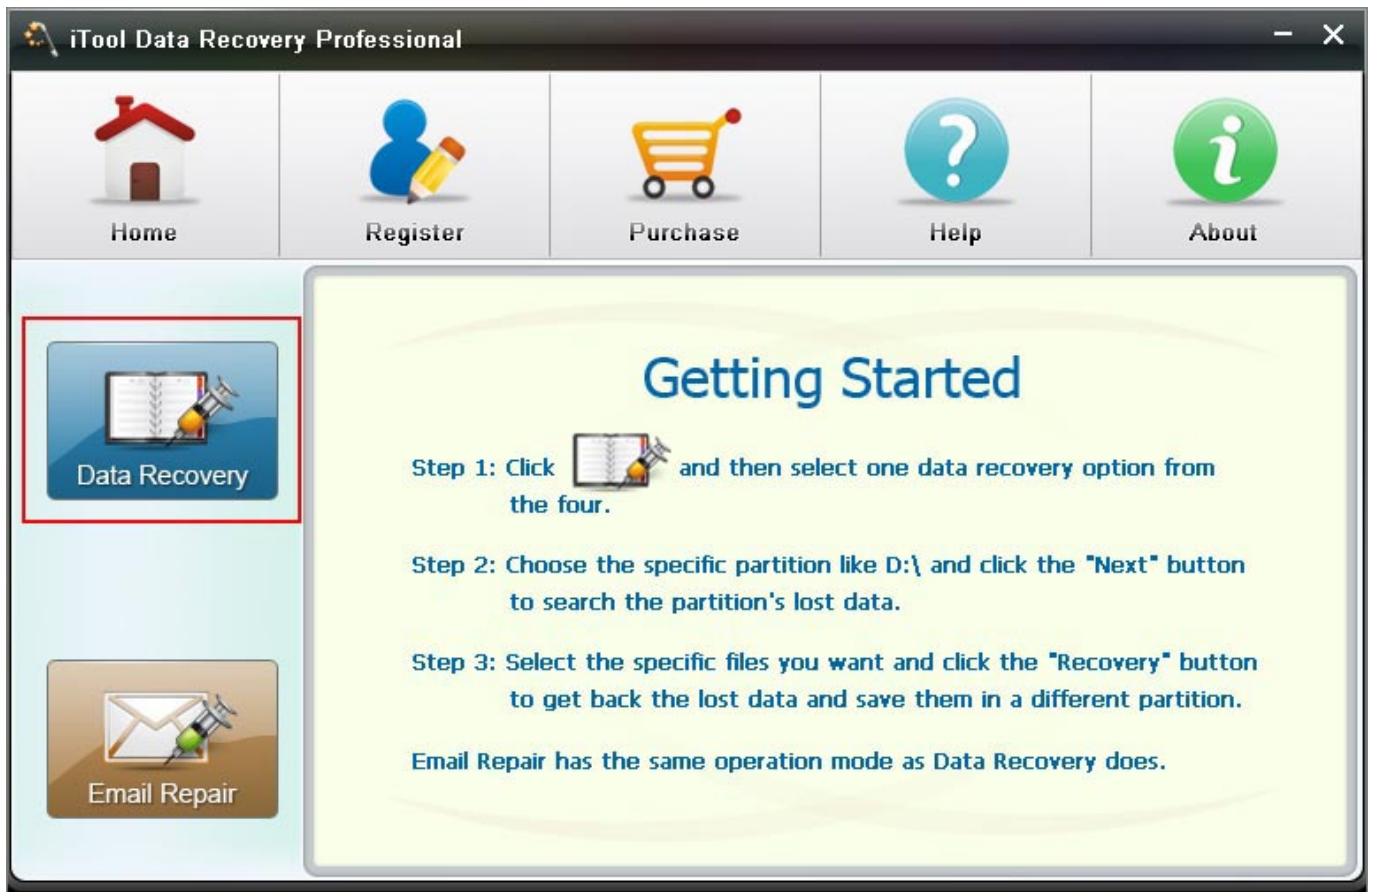 iTool Data Recovery Professional
Home
Register
Purchase
Help
About
Data Recovery
Email Repair
Getting Started
Step 1: Click and then select one data recovery option from
the four.
Step 2: Choose the specific partition like D:\ and click the "Next" button
to search the partition's lost data.
Step 3: Select the specific files you want and click the "Recovery" button
to get back the lost data and save them in a different partition.
Email Repair has the same operation mode as Data Recovery does.